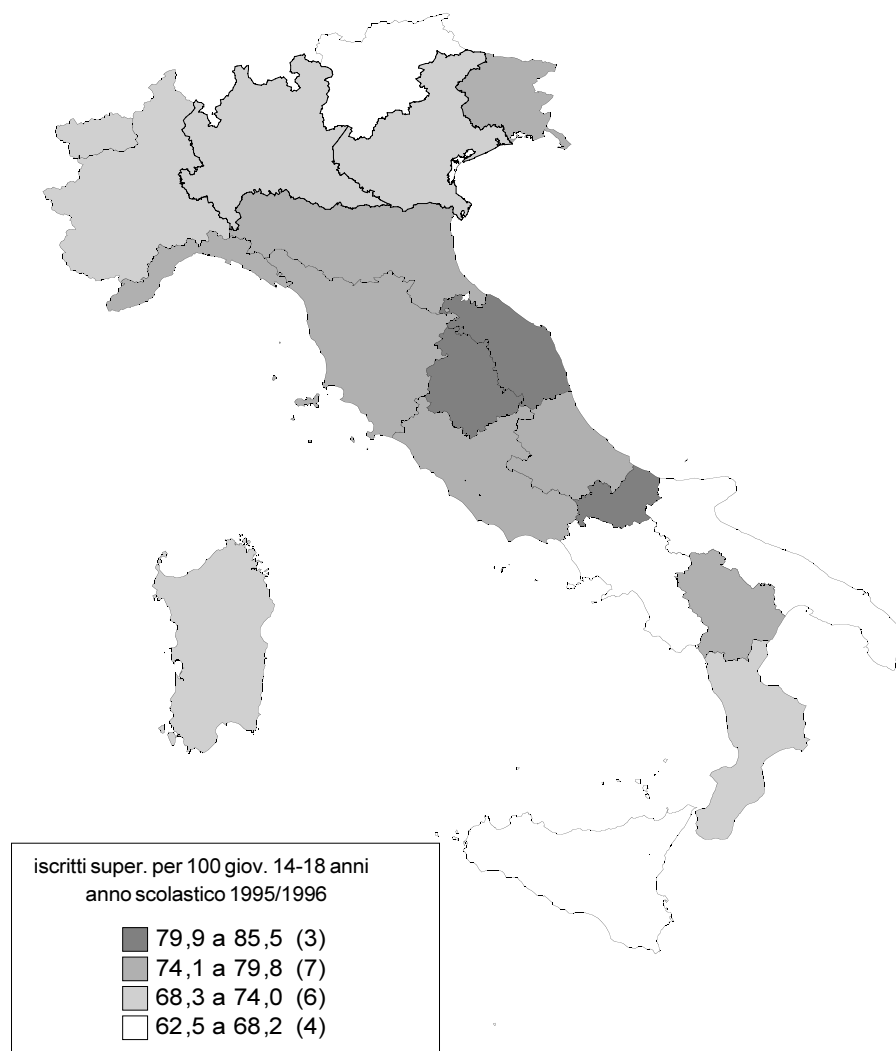 iscritti super. per 100 giov. 14-18 anni
anno scolastico 1995/1996
79,9 a 85,5 (3)
74,1 a 79,8 (7)
68,3 a 74,0 (6)
62,5 a 68,2 (4)